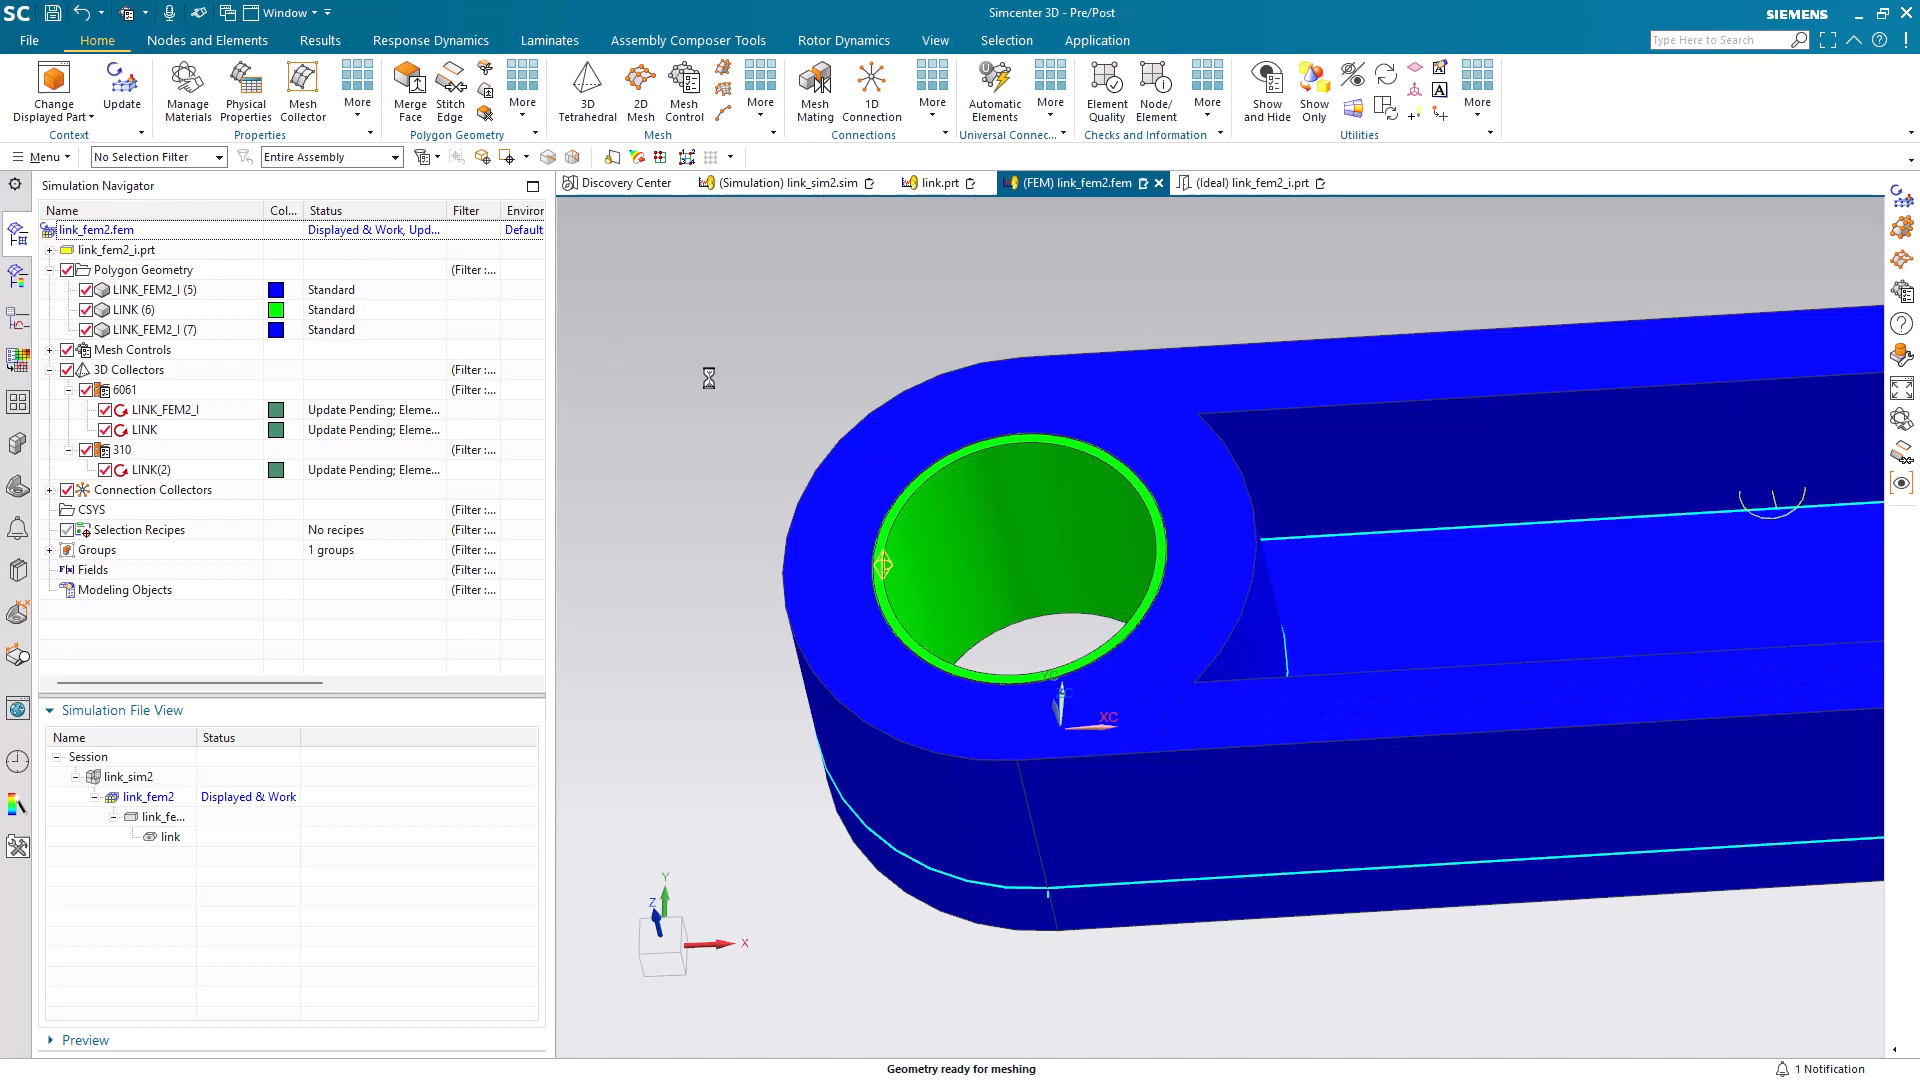 SC Window Simcenter 3D - Pre/Post SIEMENS
File Home Nodes and Elements Results Response Dynamics Laminates Assembly Composer Tools Rotor Dynamics View Selection Application Type Here to Search
Change Displayed Part
Update
Context
Manage Materials
Physical Properties
Mesh Collector
More
Properties
Merge Face
Stitch Edge
More
Polygon Geometry
3D Tetrahedral
2D Mesh
Mesh Control
More
Mesh
Mesh Mating
1D Connection
More
Connections
Automatic Elements
More
Universal Connec...
Element Quality
Node/ Element
More
Checks and Information
Show and Hide
Show Only
More
Utilities
Menu No Selection Filter Entire Assembly
Simulation Navigator
Discovery Center (Simulation) link_sim2.sim link.prt (FEM) link_fem2.fem (Ideal) link_fem2_i.prt
Name Col... Status Filter Environ
link_fem2.fem Displayed & Work, Upd... Default
link_fem2_i.prt
Polygon Geometry (Filter :...
LINK_FEM2_I (5) Standard
LINK (6) Standard
LINK_FEM2_I (7) Standard
Mesh Controls (Filter :...
3D Collectors (Filter :...
6061 (Filter :...
LINK_FEM2_I Update Pending; Eleme...
LINK Update Pending; Eleme...
310 (Filter :...
LINK(2) Update Pending; Eleme...
Connection Collectors (Filter :...
CSYS (Filter :...
Selection Recipes No recipes (Filter :...
Groups 1 groups (Filter :...
Fields (Filter :...
Modeling Objects (Filter :...
Simulation File View
Name Status
Session
link_sim2
link_fem2 Displayed & Work
link_fe...
link
Preview
XC
Y
Z
X
Geometry ready for meshing
1 Notification